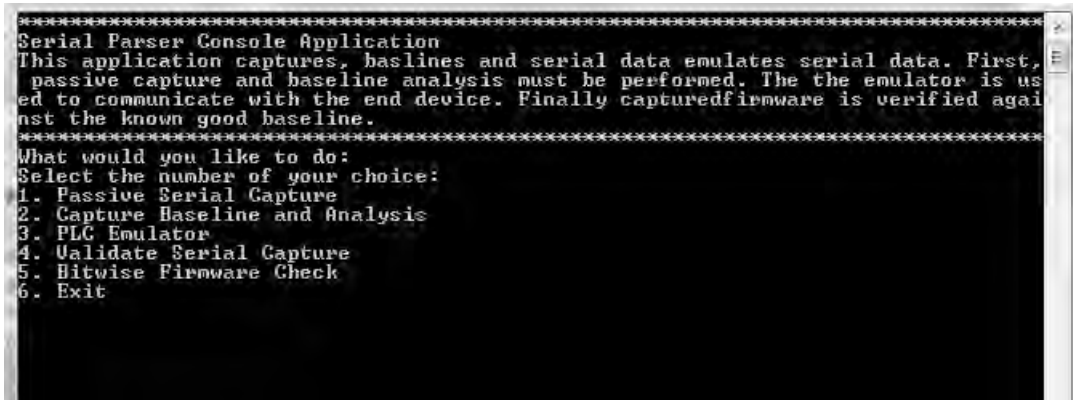 ********************************************************************************
Serial Parser Console Application
This application captures, baslines and serial data emulates serial data. First,
 passive capture and baseline analysis must be performed. The the emulator is us
ed to communicate with the end device. Finally capturedfirmware is verified agai
nst the known good baseline.
********************************************************************************
What would you like to do:
Select the number of your choice:
1. Passive Serial Capture
2. Capture Baseline and Analysis
3. PLC Emulator
4. Validate Serial Capture
5. Bitwise Firmware Check
6. Exit